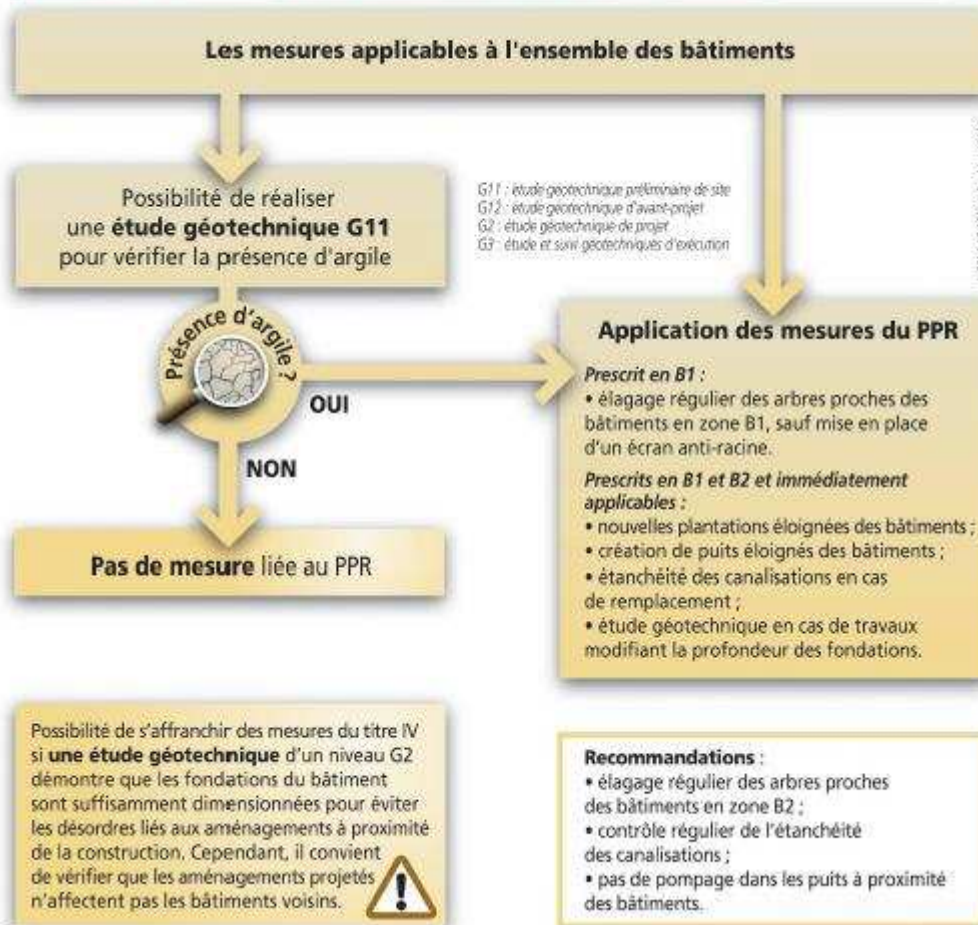 Les mesures applicables à l'ensemble des bâtiments
Possibilité de réaliser
une étude géotechnique G11
pour vérifier la présence d'argile
G11 : étude géotechnique préliminaire de site
G12 : étude géotechnique d'avant-projet
G2 : étude géotechnique de projet
G3 : étude et suivi géotechniques d'exécution
Présence d'argile ?
OUI
NON
Pas de mesure liée au PPR
Application des mesures du PPR
Prescrit en B1 :
• élagage régulier des arbres proches des
bâtiments en zone B1, sauf mise en place
d'un écran anti-racine.
Prescrits en B1 et B2 et immédiatement
applicables :
• nouvelles plantations éloignées des bâtiments ;
• création de puits éloignés des bâtiments ;
• étanchéité des canalisations en cas
de remplacement ;
• étude géotechnique en cas de travaux
modifiant la profondeur des fondations.
Possibilité de s'affranchir des mesures du titre IV
si une étude géotechnique d'un niveau G2
démontre que les fondations du bâtiment
sont suffisamment dimensionnées pour éviter
les désordres liés aux aménagements à proximité
de la construction. Cependant, il convient
de vérifier que les aménagements projetés
n'affectent pas les bâtiments voisins.
!
Recommandations :
• élagage régulier des arbres proches
des bâtiments en zone B2 ;
• contrôle régulier de l'étanchéité
des canalisations ;
• pas de pompage dans les puits à proximité
des bâtiments.